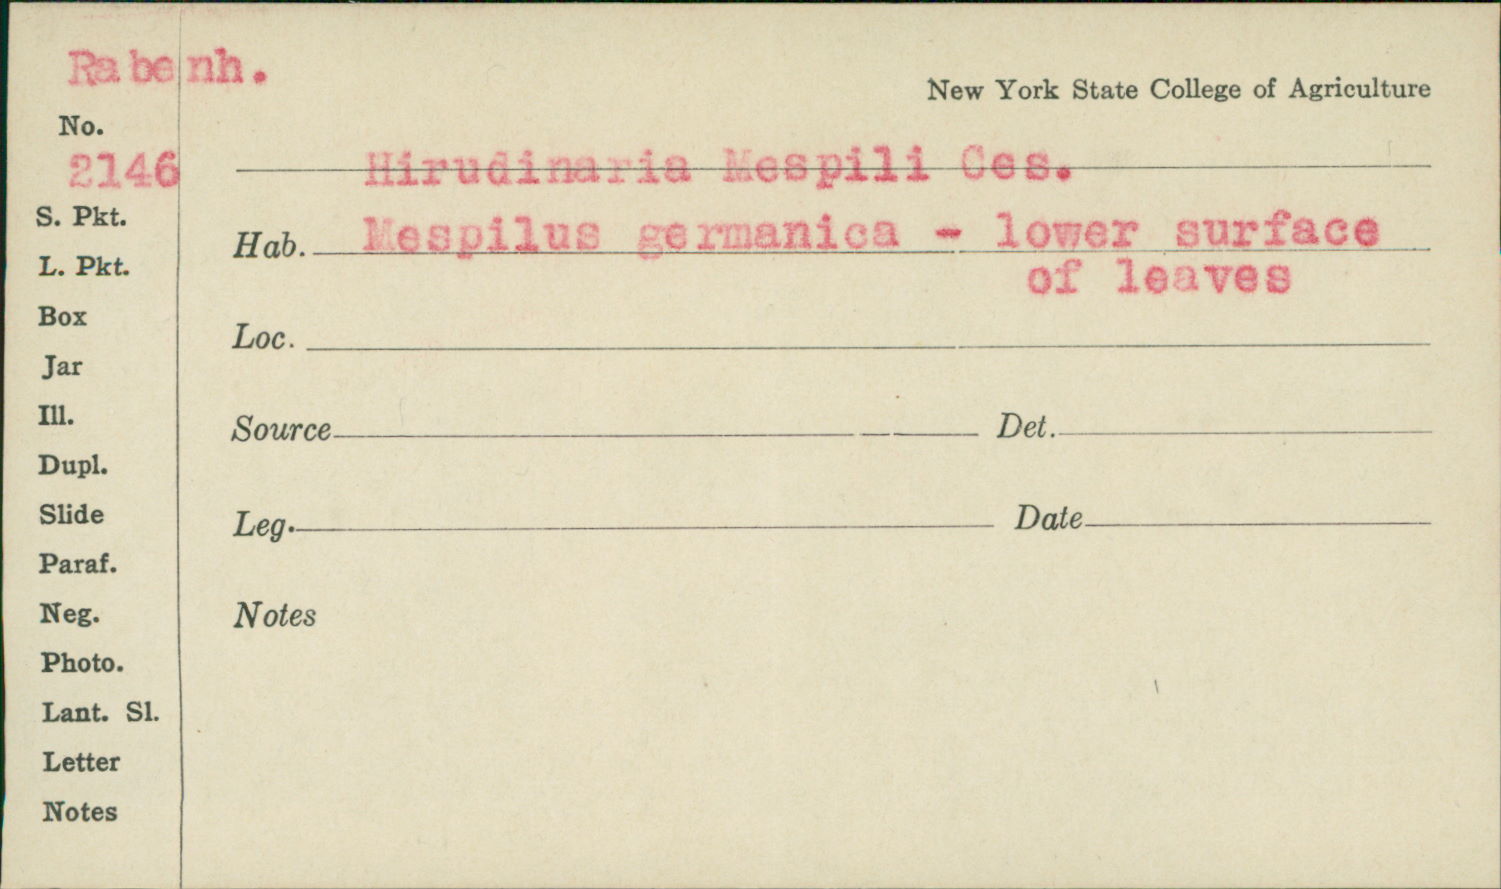 Rabenh.
New York State College of Agriculture
No.
2146
Hirudinaria Mespili Ces.
S. Pkt.
Hab. Mespilus germanica - lower surface
of leaves
L. Pkt.
Box
Loc.
Jar
Ill.
Source Det.
Dupl.
Slide
Leg. Date
Paraf.
Neg.
Notes
Photo.
Lant. Sl.
Letter
Notes